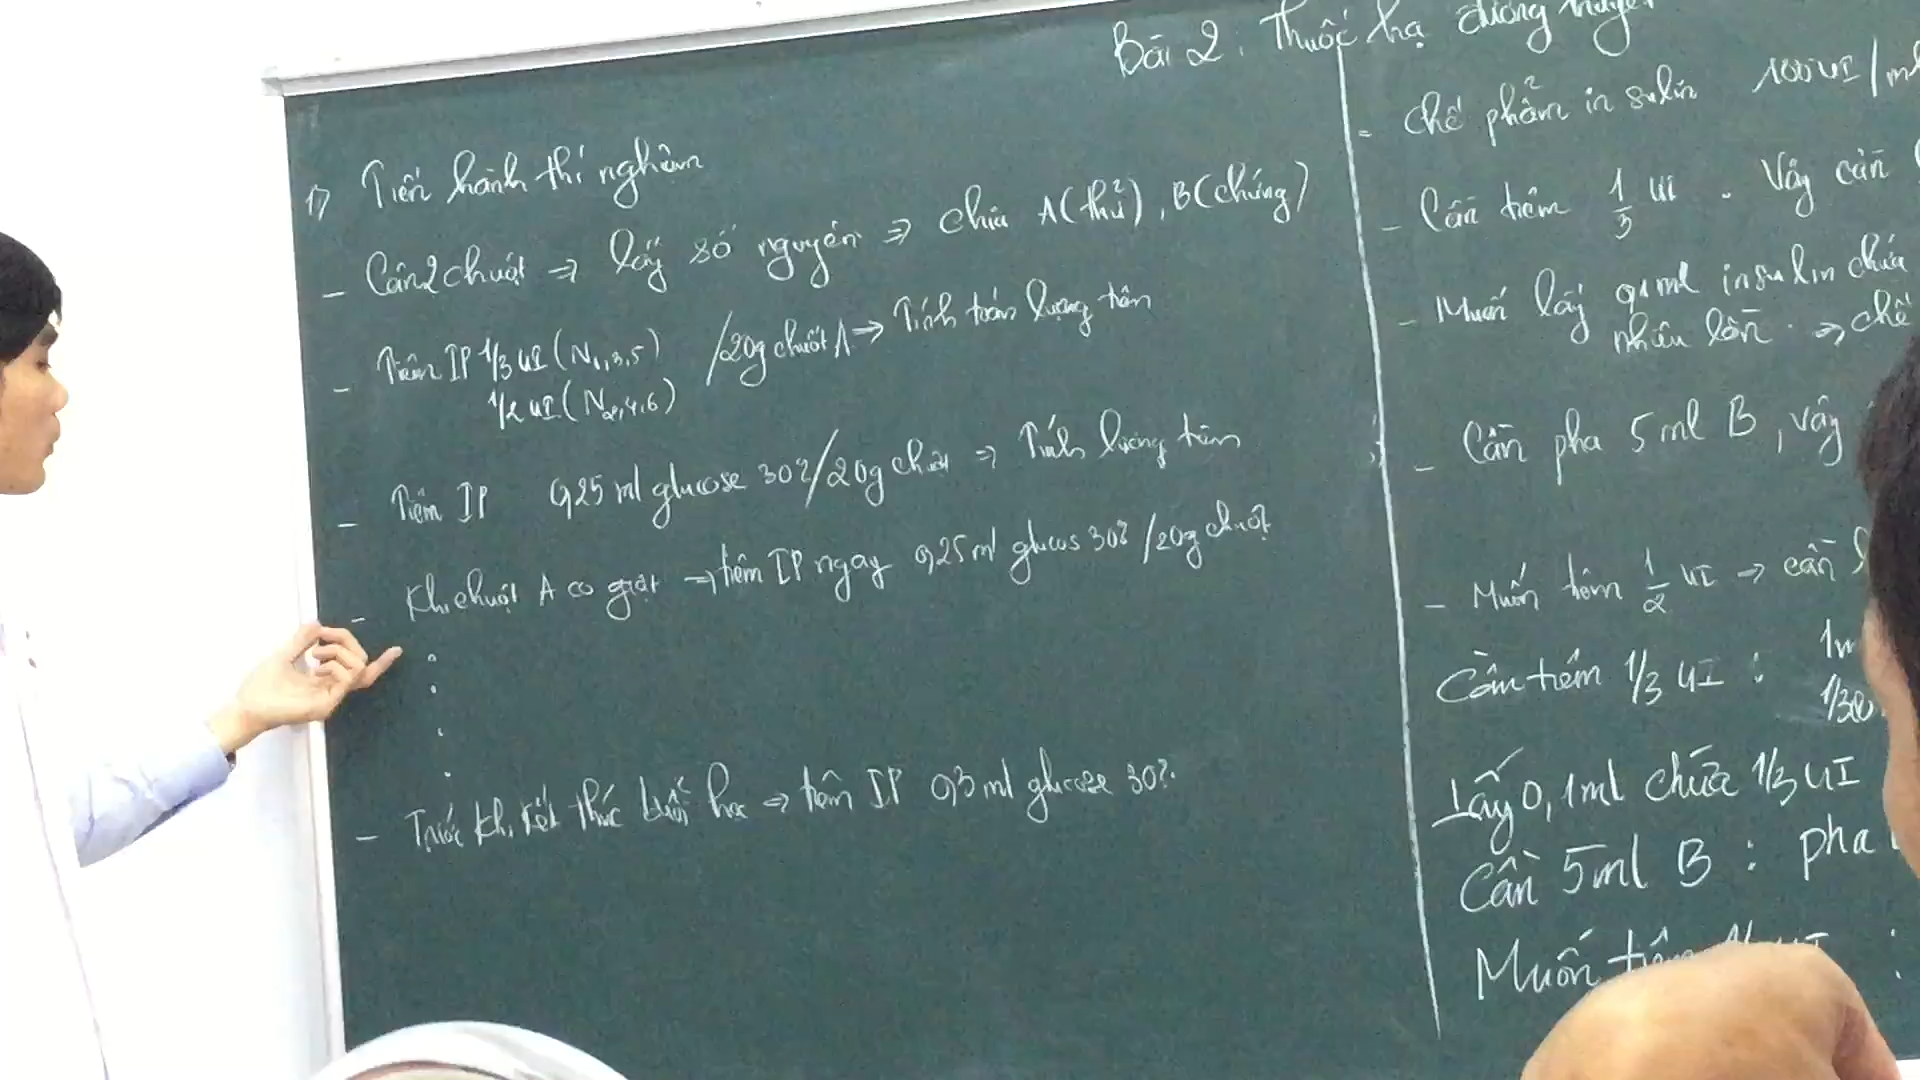 Bài 2: Thuốc hạ đường huyết
1) Tiến hành thí nghiệm
- Cân 2 chuột => lấy số nguyên => chia A (thử), B (chứng)
- Tiêm IP 1/3 UI (N1,3,5) /20g chuột A => Tính toán lượng tiêm
1/2 UI (N2,4,6)
- Tiêm IP 0,25 ml glucose 30% /20g chuột => Tính lượng tiêm
- Khi chuột A co giật => tiêm IP ngay 0,25 ml glucos 30% /20g chuột
- Trước khi kết thúc buổi học => tiêm IP 0,3 ml glucose 30%
- Chế phẩm insulin 100 UI/ml
- Cần tiêm 1/3 UI. Vậy cần
- Muốn lấy 0,1 ml insulin chứa
nhiêu lần => chế
- Cần pha 5 ml B, vậy
- Muốn tiêm 1/2 UI → cần
Cần tiêm 1/3 UI :
Lấy 0,1ml chứa 1/3 UI
Cần 5ml B : pha
Muốn